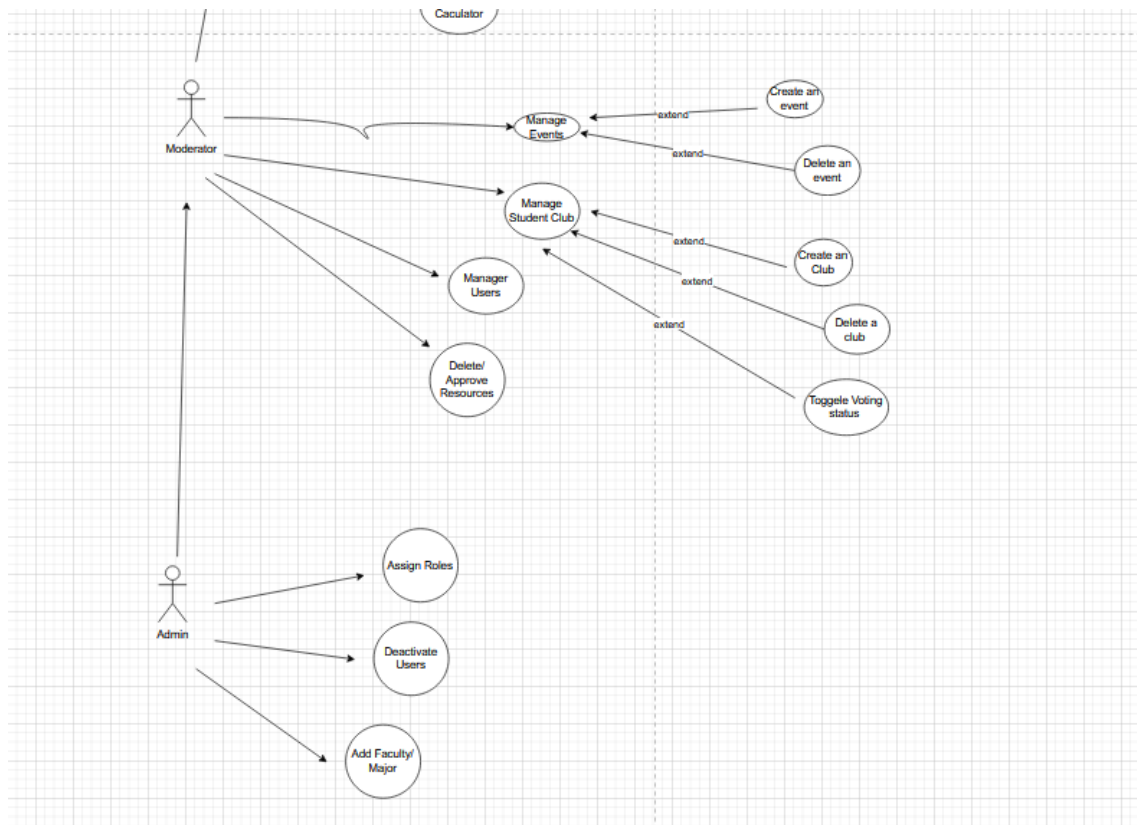 Caculator
Create an
event
extend
Manage
Events
Moderator
extend
Delete an
event
Manage
Student Club
extend
Create an
Club
Manager
Users
extend
extend
Delete a
club
Delete/
Approve
Resources
Toggele Voting
status
Assign Roles
Admin
Deactivate
Users
Add Faculty/
Major